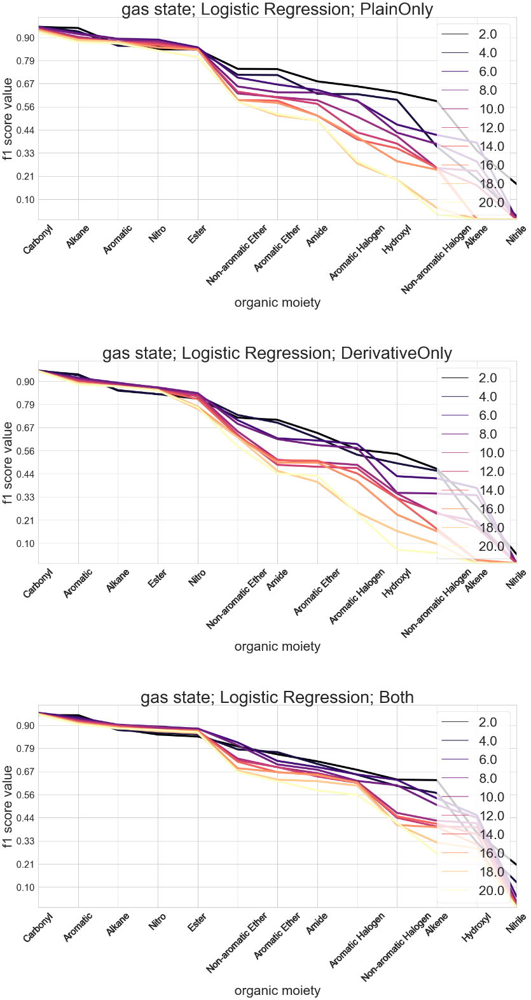 gas state; Logistic Regression; PlainOnly
2.0
4.0
6.0
8.0
10.0
12.0
14.0
16.0
18.0
20.0
0.90
0.79
0.67
0.56
0.44
0.33
0.21
0.10
f1 score value
Carbonyl
Alkane
Aromatic
Nitro
Ester
Non-aromatic Ether
Aromatic Ether
Amide
Aromatic Halogen
Hydroxyl
Non-aromatic Halogen
Alkene
Nitrile
organic moiety
gas state; Logistic Regression; DerivativeOnly
2.0
4.0
6.0
8.0
10.0
12.0
14.0
16.0
18.0
20.0
0.90
0.79
0.67
0.56
0.44
0.33
0.21
0.10
f1 score value
Carbonyl
Aromatic
Alkane
Ester
Nitro
Non-aromatic Ether
Amide
Aromatic Ether
Aromatic Halogen
Hydroxyl
Non-aromatic Halogen
Alkene
Nitrile
organic moiety
gas state; Logistic Regression; Both
2.0
4.0
6.0
8.0
10.0
12.0
14.0
16.0
18.0
20.0
0.90
0.79
0.67
0.56
0.44
0.33
0.21
0.10
f1 score value
Carbonyl
Aromatic
Alkane
Nitro
Ester
Non-aromatic Ether
Aromatic Ether
Amide
Aromatic Halogen
Non-aromatic Halogen
Alkene
Hydroxyl
Nitrile
organic moiety